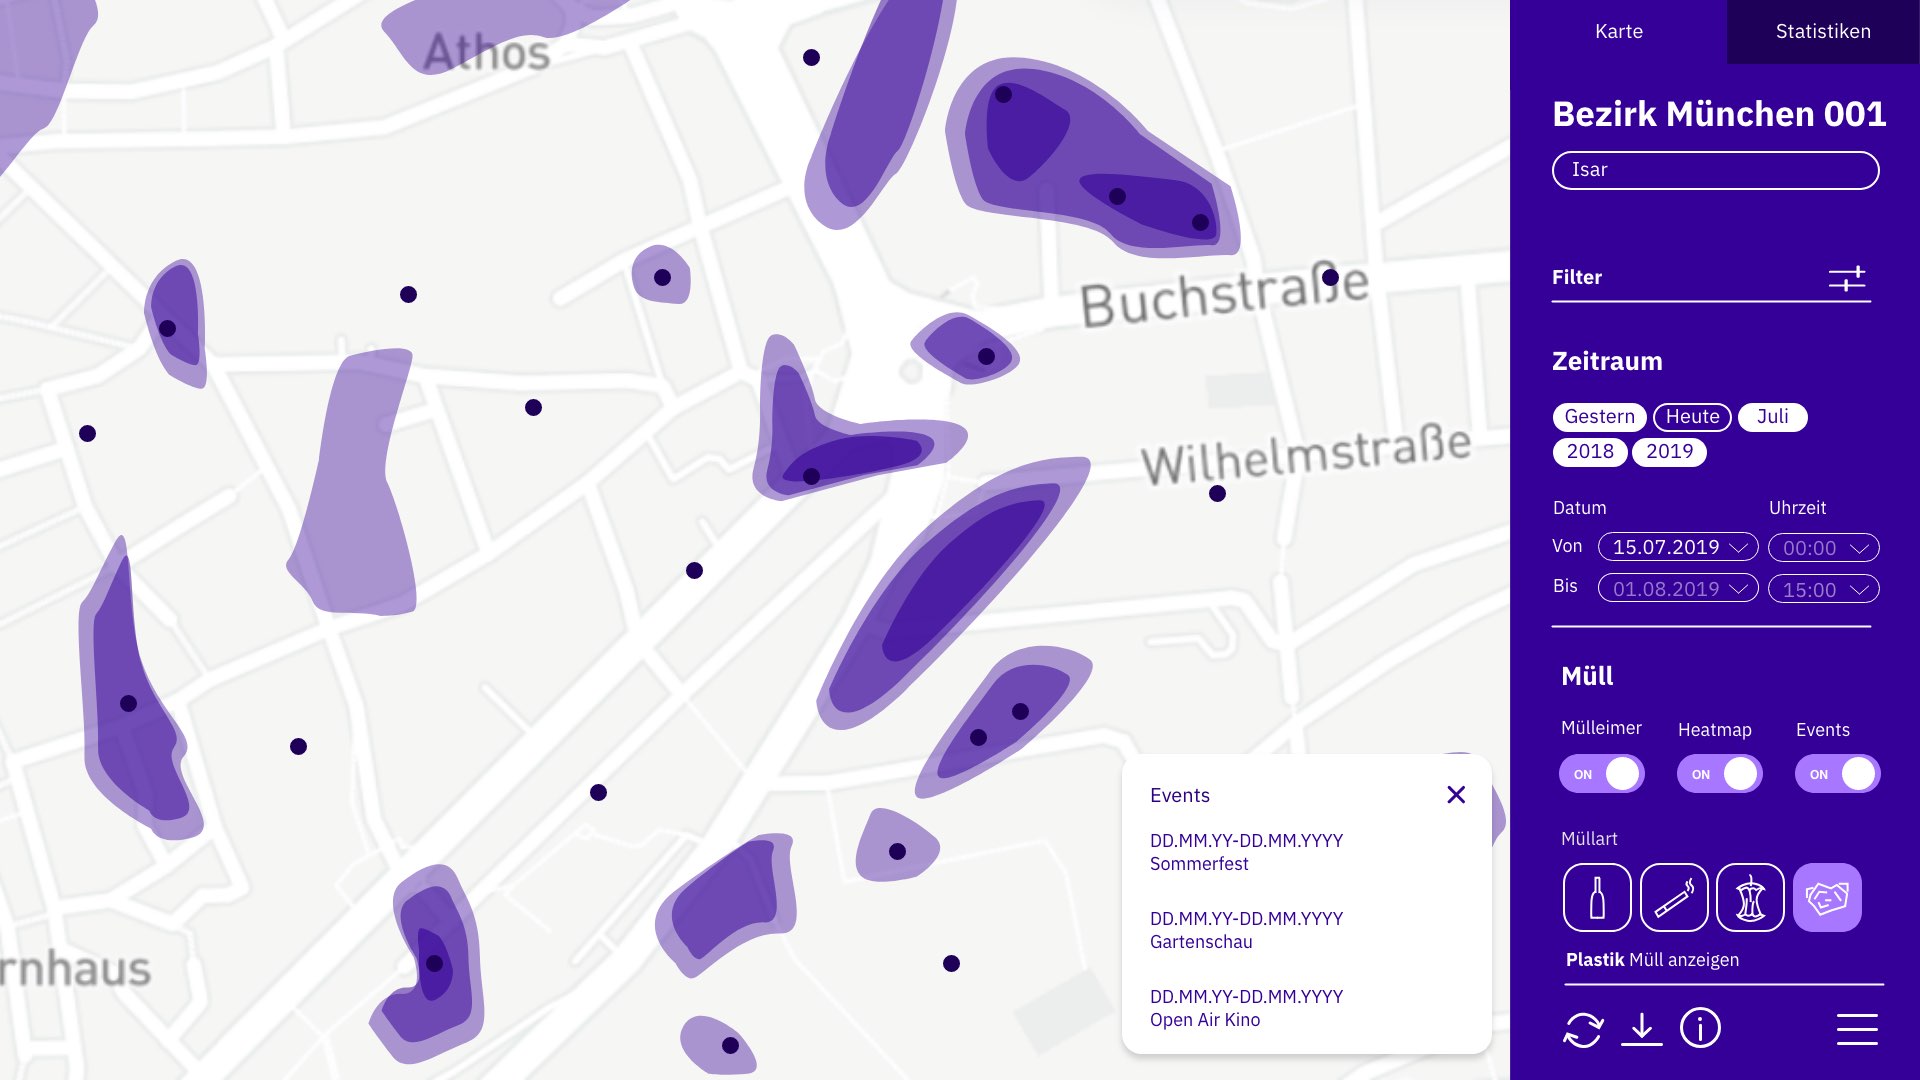 Athos
Buchstraße
Wilhelmstraße
rnhaus
Events
DD.MM.YY-DD.MM.YYYY
Sommerfest
DD.MM.YY-DD.MM.YYYY
Gartenschau
DD.MM.YY-DD.MM.YYYY
Open Air Kino
Karte
Statistiken
Bezirk München 001
Isar
Filter
Zeitraum
Gestern Heute Juli
2018 2019
Datum Uhrzeit
Von 15.07.2019 00:00
Bis 01.08.2019 15:00
Müll
Mülleimer Heatmap Events
ON ON ON
Müllart
Plastik Müll anzeigen